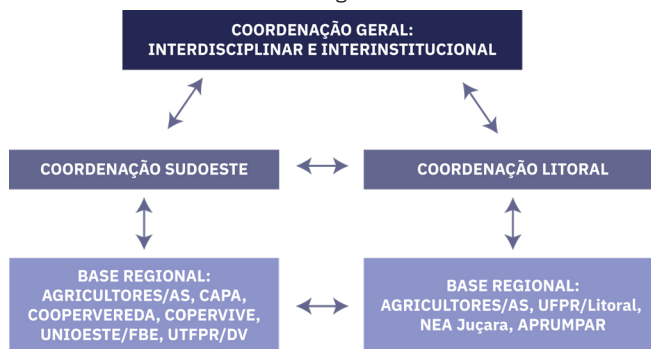 COORDENAÇÃO GERAL:
INTERDISCIPLINAR E INTERINSTITUCIONAL
COORDENAÇÃO SUDOESTE
COORDENAÇÃO LITORAL
BASE REGIONAL:
AGRICULTORES/AS, CAPA,
COOPERVEREDA, COPERVIVE,
UNIOESTE/FBE, UTFPR/DV
BASE REGIONAL:
AGRICULTORES/AS, UFPR/Litoral,
NEA Juçara, APRUMPAR